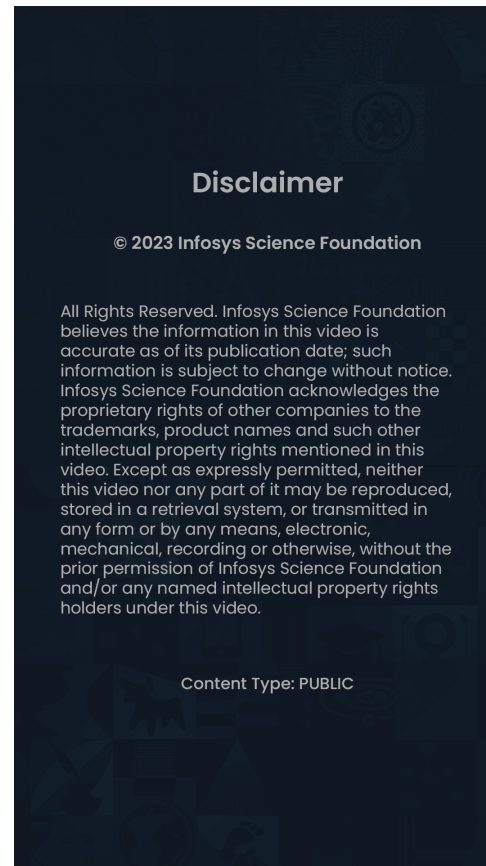 Disclaimer
© 2023 Infosys Science Foundation
All Rights Reserved. Infosys Science Foundation
believes the information in this video is
accurate as of its publication date; such
information is subject to change without notice.
Infosys Science Foundation acknowledges the
proprietary rights of other companies to the
trademarks, product names and such other
intellectual property rights mentioned in this
video. Except as expressly permitted, neither
this video nor any part of it may be reproduced,
stored in a retrieval system, or transmitted in
any form or by any means, electronic,
mechanical, recording or otherwise, without the
prior permission of Infosys Science Foundation
and/or any named intellectual property rights
holders under this video.
Content Type: PUBLIC